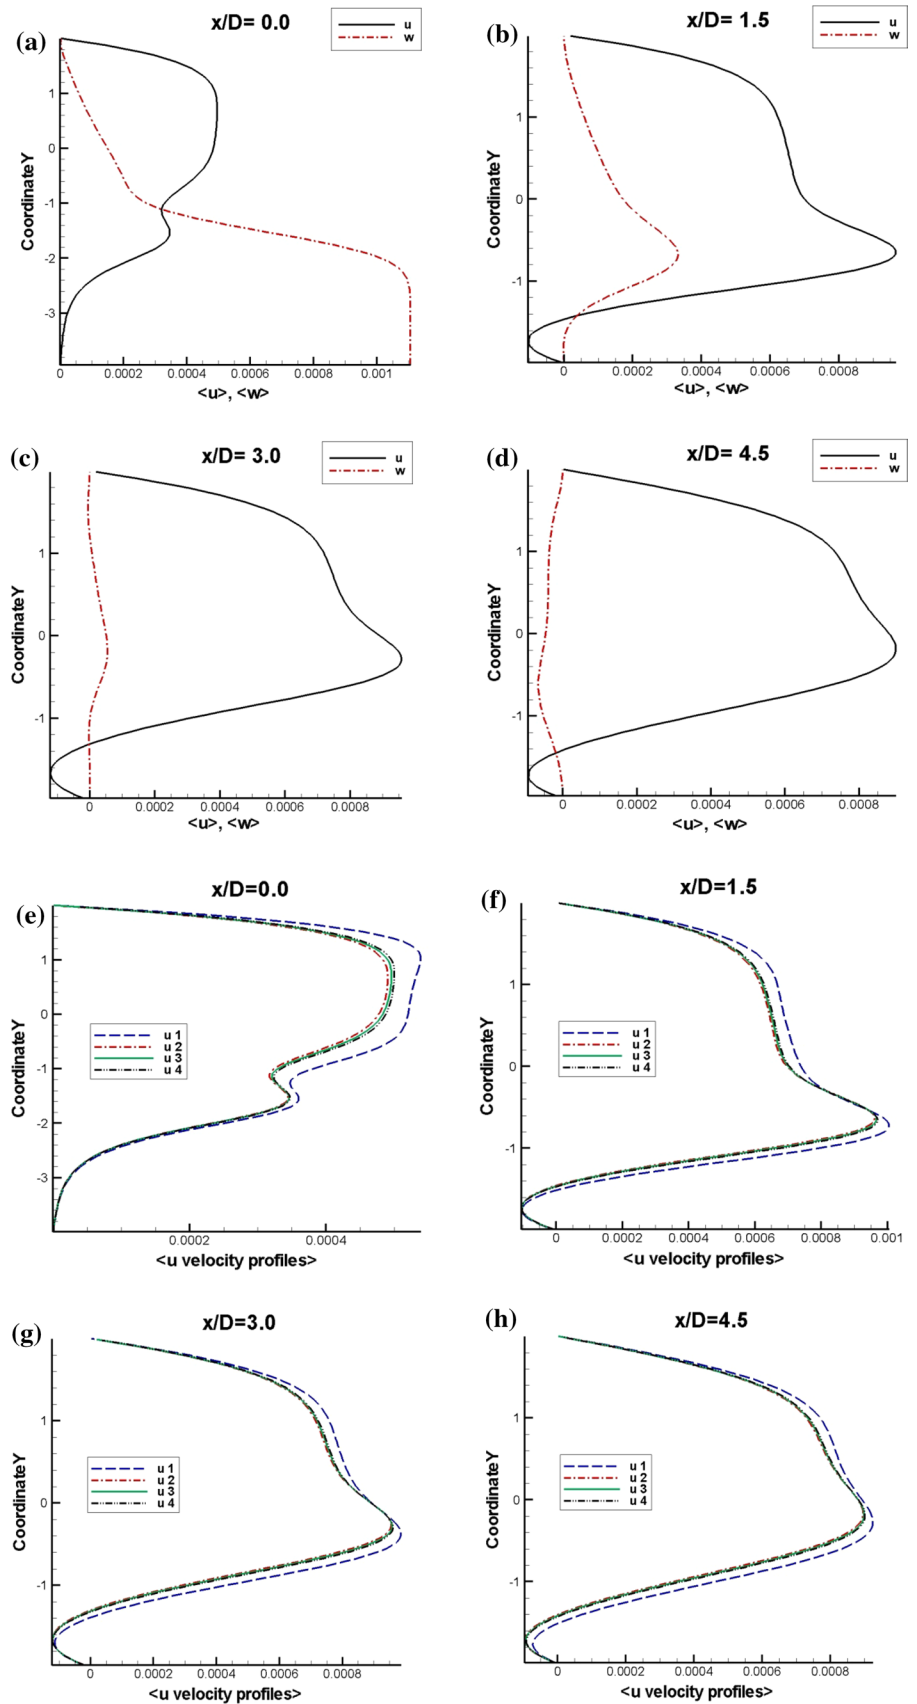 (a)
x/D= 0.0
u
w
CoordinateY
1
0
-1
-2
-3
0 0.0002 0.0004 0.0006 0.0008 0.001
<u>, <w>
(b)
x/D= 1.5
u
w
CoordinateY
1
0
-1
0 0.0002 0.0004 0.0006 0.0008
<u>, <w>
(c)
x/D= 3.0
u
w
CoordinateY
1
0
-1
0 0.0002 0.0004 0.0006 0.0008
<u>, <w>
(d)
x/D= 4.5
u
w
CoordinateY
1
0
-1
0 0.0002 0.0004 0.0006 0.0008
<u>, <w>
(e)
x/D=0.0
CoordinateY
1
0
-1
-2
-3
u 1
u 2
u 3
u 4
0.0002 0.0004
<u velocity profiles>
(f)
x/D=1.5
CoordinateY
1
0
-1
u 1
u 2
u 3
u 4
0 0.0002 0.0004 0.0006 0.0008 0.001
<u velocity profiles>
(g)
x/D=3.0
CoordinateY
1
0
-1
u 1
u 2
u 3
u 4
0 0.0002 0.0004 0.0006 0.0008
<u velocity profiles>
(h)
x/D=4.5
CoordinateY
1
0
-1
u 1
u 2
u 3
u 4
0 0.0002 0.0004 0.0006 0.0008
<u velocity profiles>